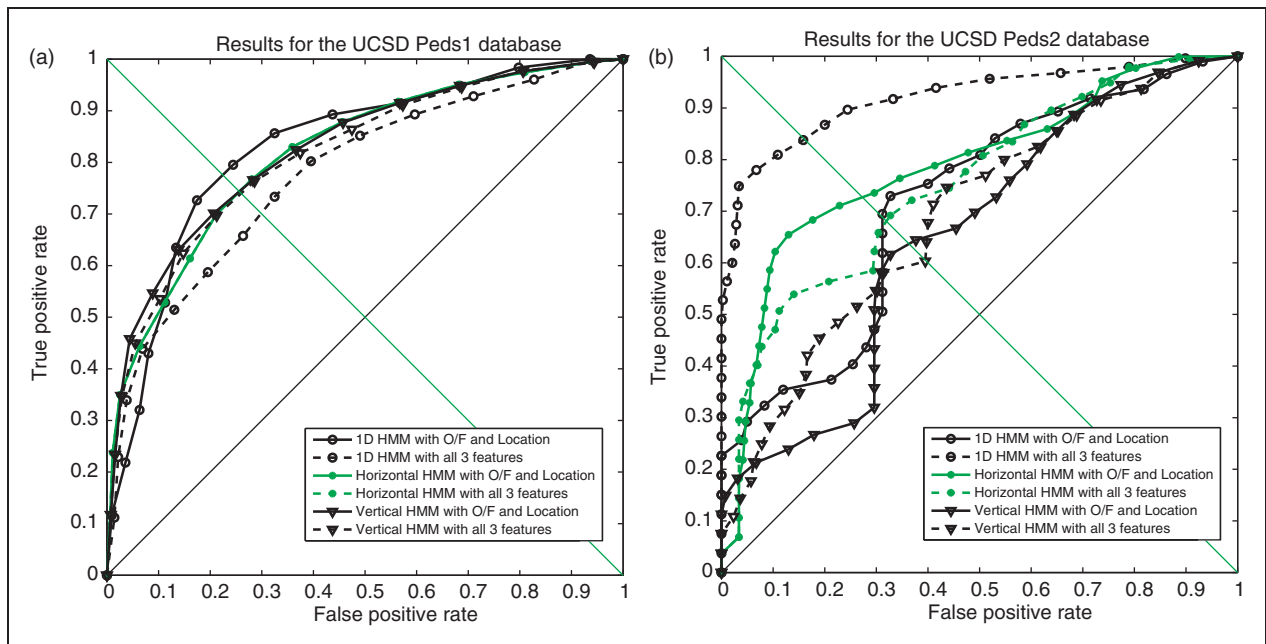 (a)
Results for the UCSD Peds1 database
1
0.9
0.8
0.7
0.6
0.5
0.4
0.3
0.2
0.1
0
True positive rate
1D HMM with O/F and Location
1D HMM with all 3 features
Horizontal HMM with O/F and Location
Horizontal HMM with all 3 features
Vertical HMM with O/F and Location
Vertical HMM with all 3 features
0 0.1 0.2 0.3 0.4 0.5 0.6 0.7 0.8 0.9 1
False positive rate
(b)
Results for the UCSD Peds2 database
1
0.9
0.8
0.7
0.6
0.5
0.4
0.3
0.2
0.1
0
True positive rate
1D HMM with O/F and Location
1D HMM with all 3 features
Horizontal HMM with O/F and Location
Horizontal HMM with all 3 features
Vertical HMM with O/F and Location
Vertical HMM with all 3 features
0 0.1 0.2 0.3 0.4 0.5 0.6 0.7 0.8 0.9 1
False positive rate